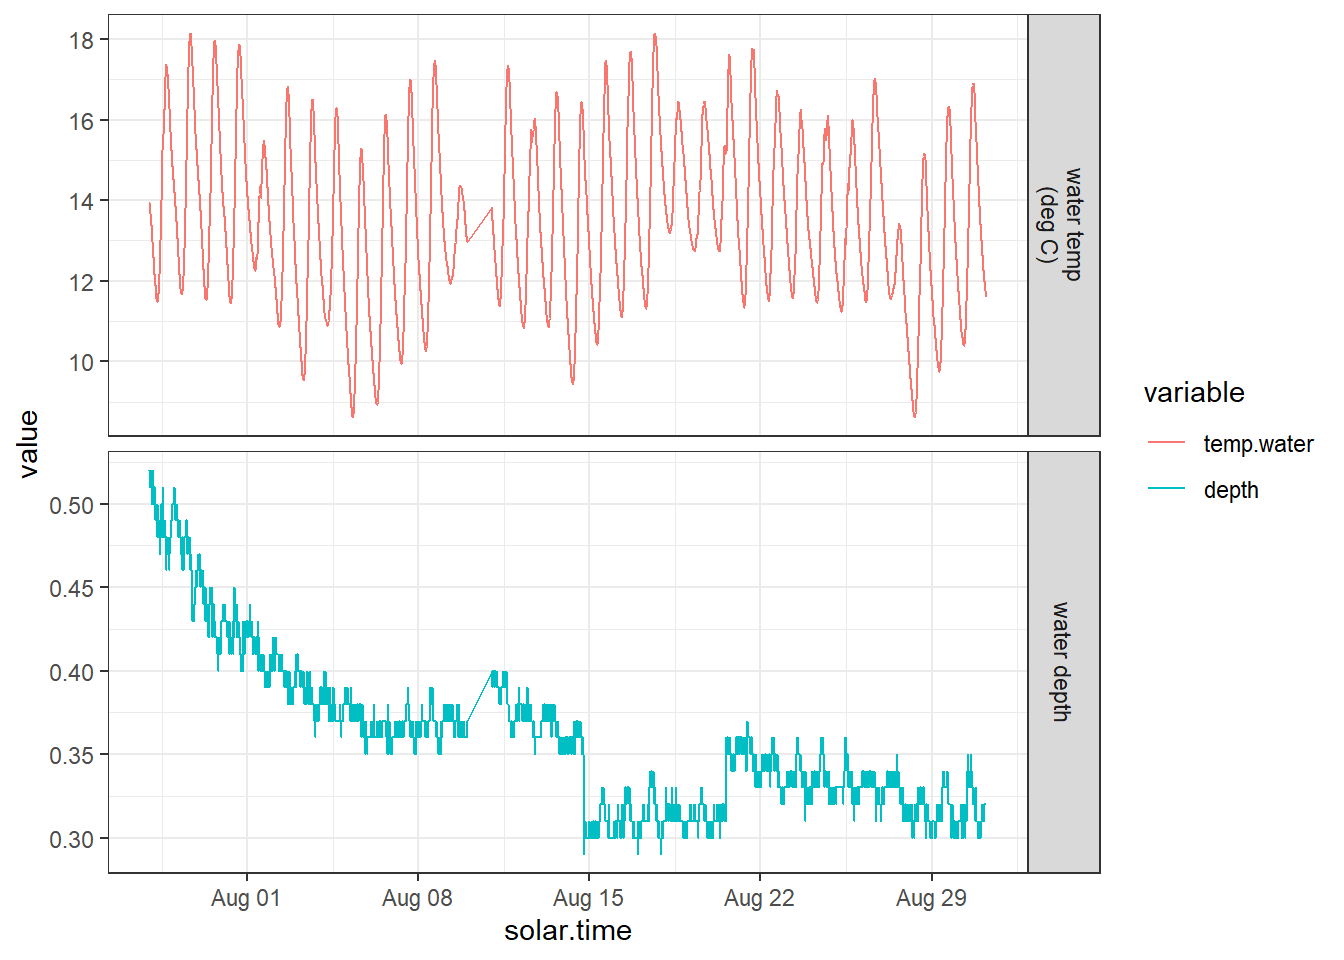 18
16
14
12
10
water temp
(deg C)
value
0.50
0.45
0.40
0.35
0.30
water depth
Aug 01
Aug 08
Aug 15
Aug 22
Aug 29
solar.time
variable
temp.water
depth